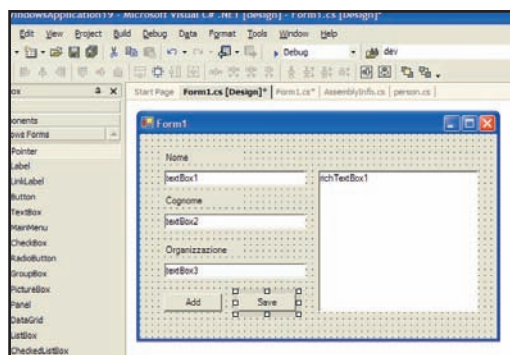 indowsApplication19 - Microsoft Visual C# .NET [design] - Form1.cs [Design]*
Edit View Project Build Debug Data Format Tools Window Help
Debug dev
ox
Start Page Form1.cs [Design]* Form1.cs* AssemblyInfo.cs person.cs
onents
ows Forms
Pointer
Label
LinkLabel
Button
TextBox
MainMenu
CheckBox
RadioButton
GroupBox
PictureBox
Panel
DataGrid
ListBox
CheckedListBox
Form1
Nome
textBox1
richTextBox1
Cognome
textBox2
Organizzazione
textBox3
Add Save